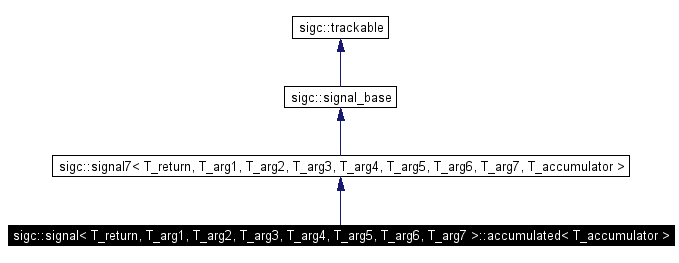 sigc::trackable
sigc::signal_base
sigc::signal7< T_return, T_arg1, T_arg2, T_arg3, T_arg4, T_arg5, T_arg6, T_arg7, T_accumulator >
sigc::signal< T_return, T_arg1, T_arg2, T_arg3, T_arg4, T_arg5, T_arg6, T_arg7 >::accumulated< T_accumulator >